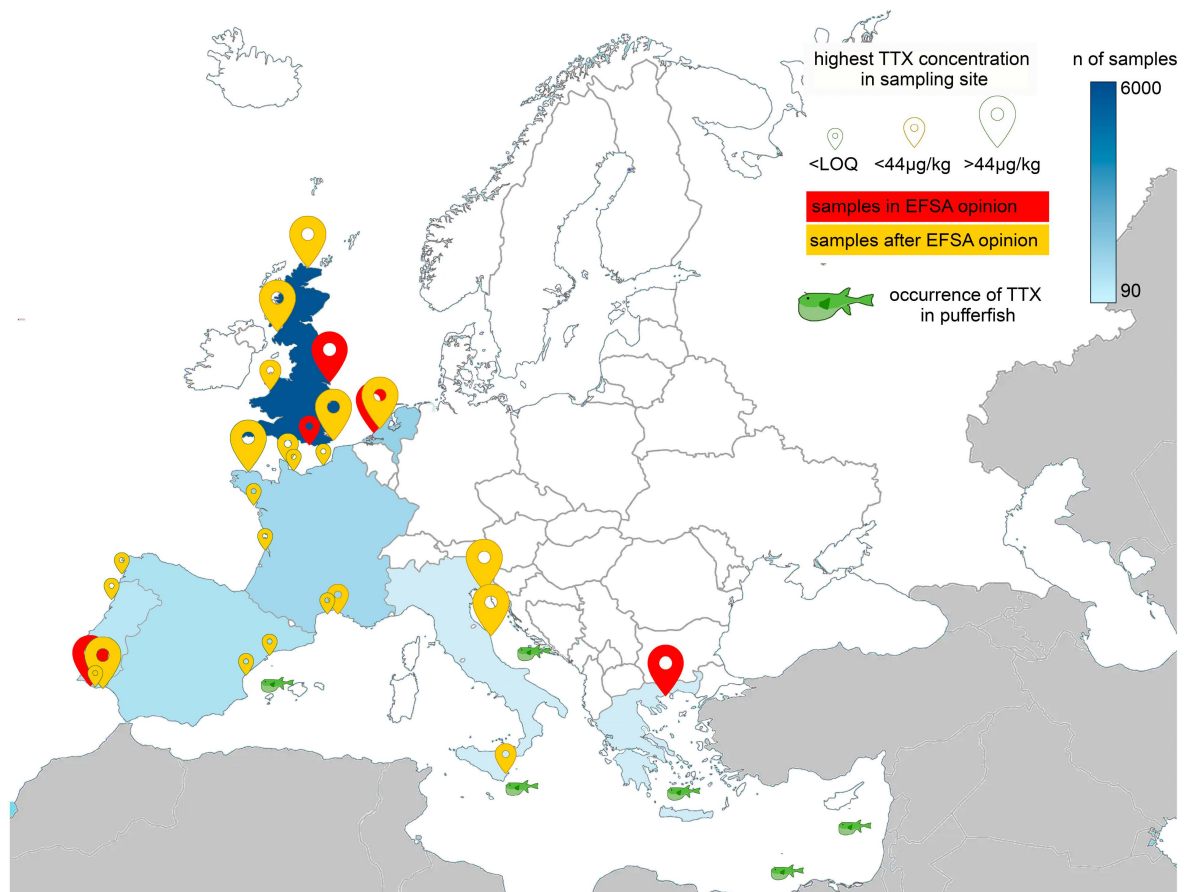 highest TTX concentration
in sampling site
<LOQ <44µg/kg >44µg/kg
samples in EFSA opinion
samples after EFSA opinion
occurrence of TTX
in pufferfish
n of samples
6000
90